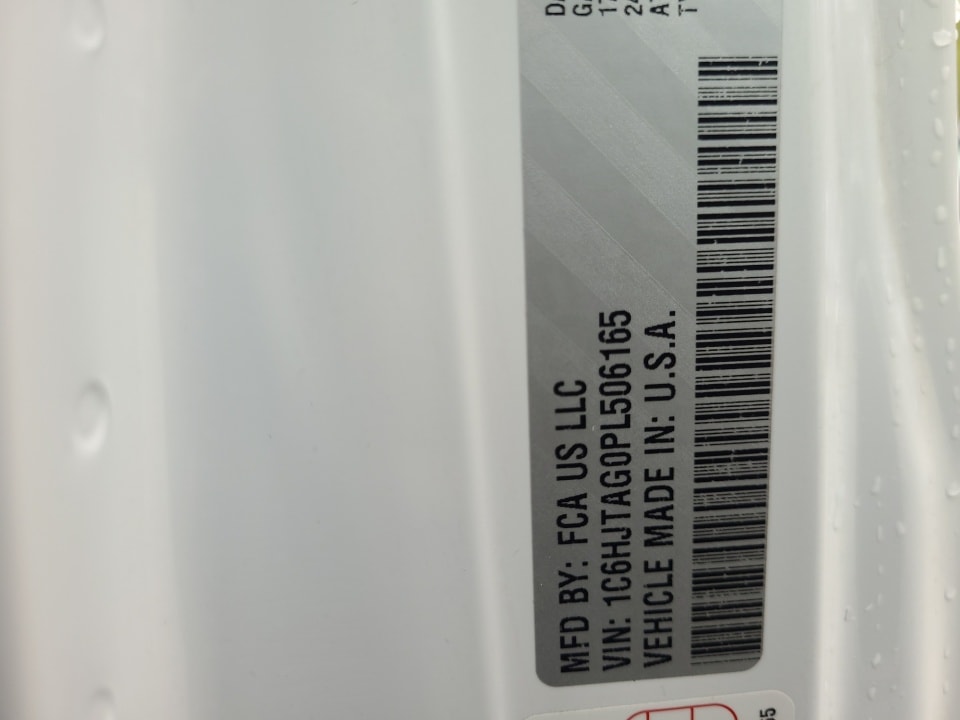 MFD BY: FCA US LLC
VIN: 1C6HJTAG0PL506165
VEHICLE MADE IN: U.S.A.